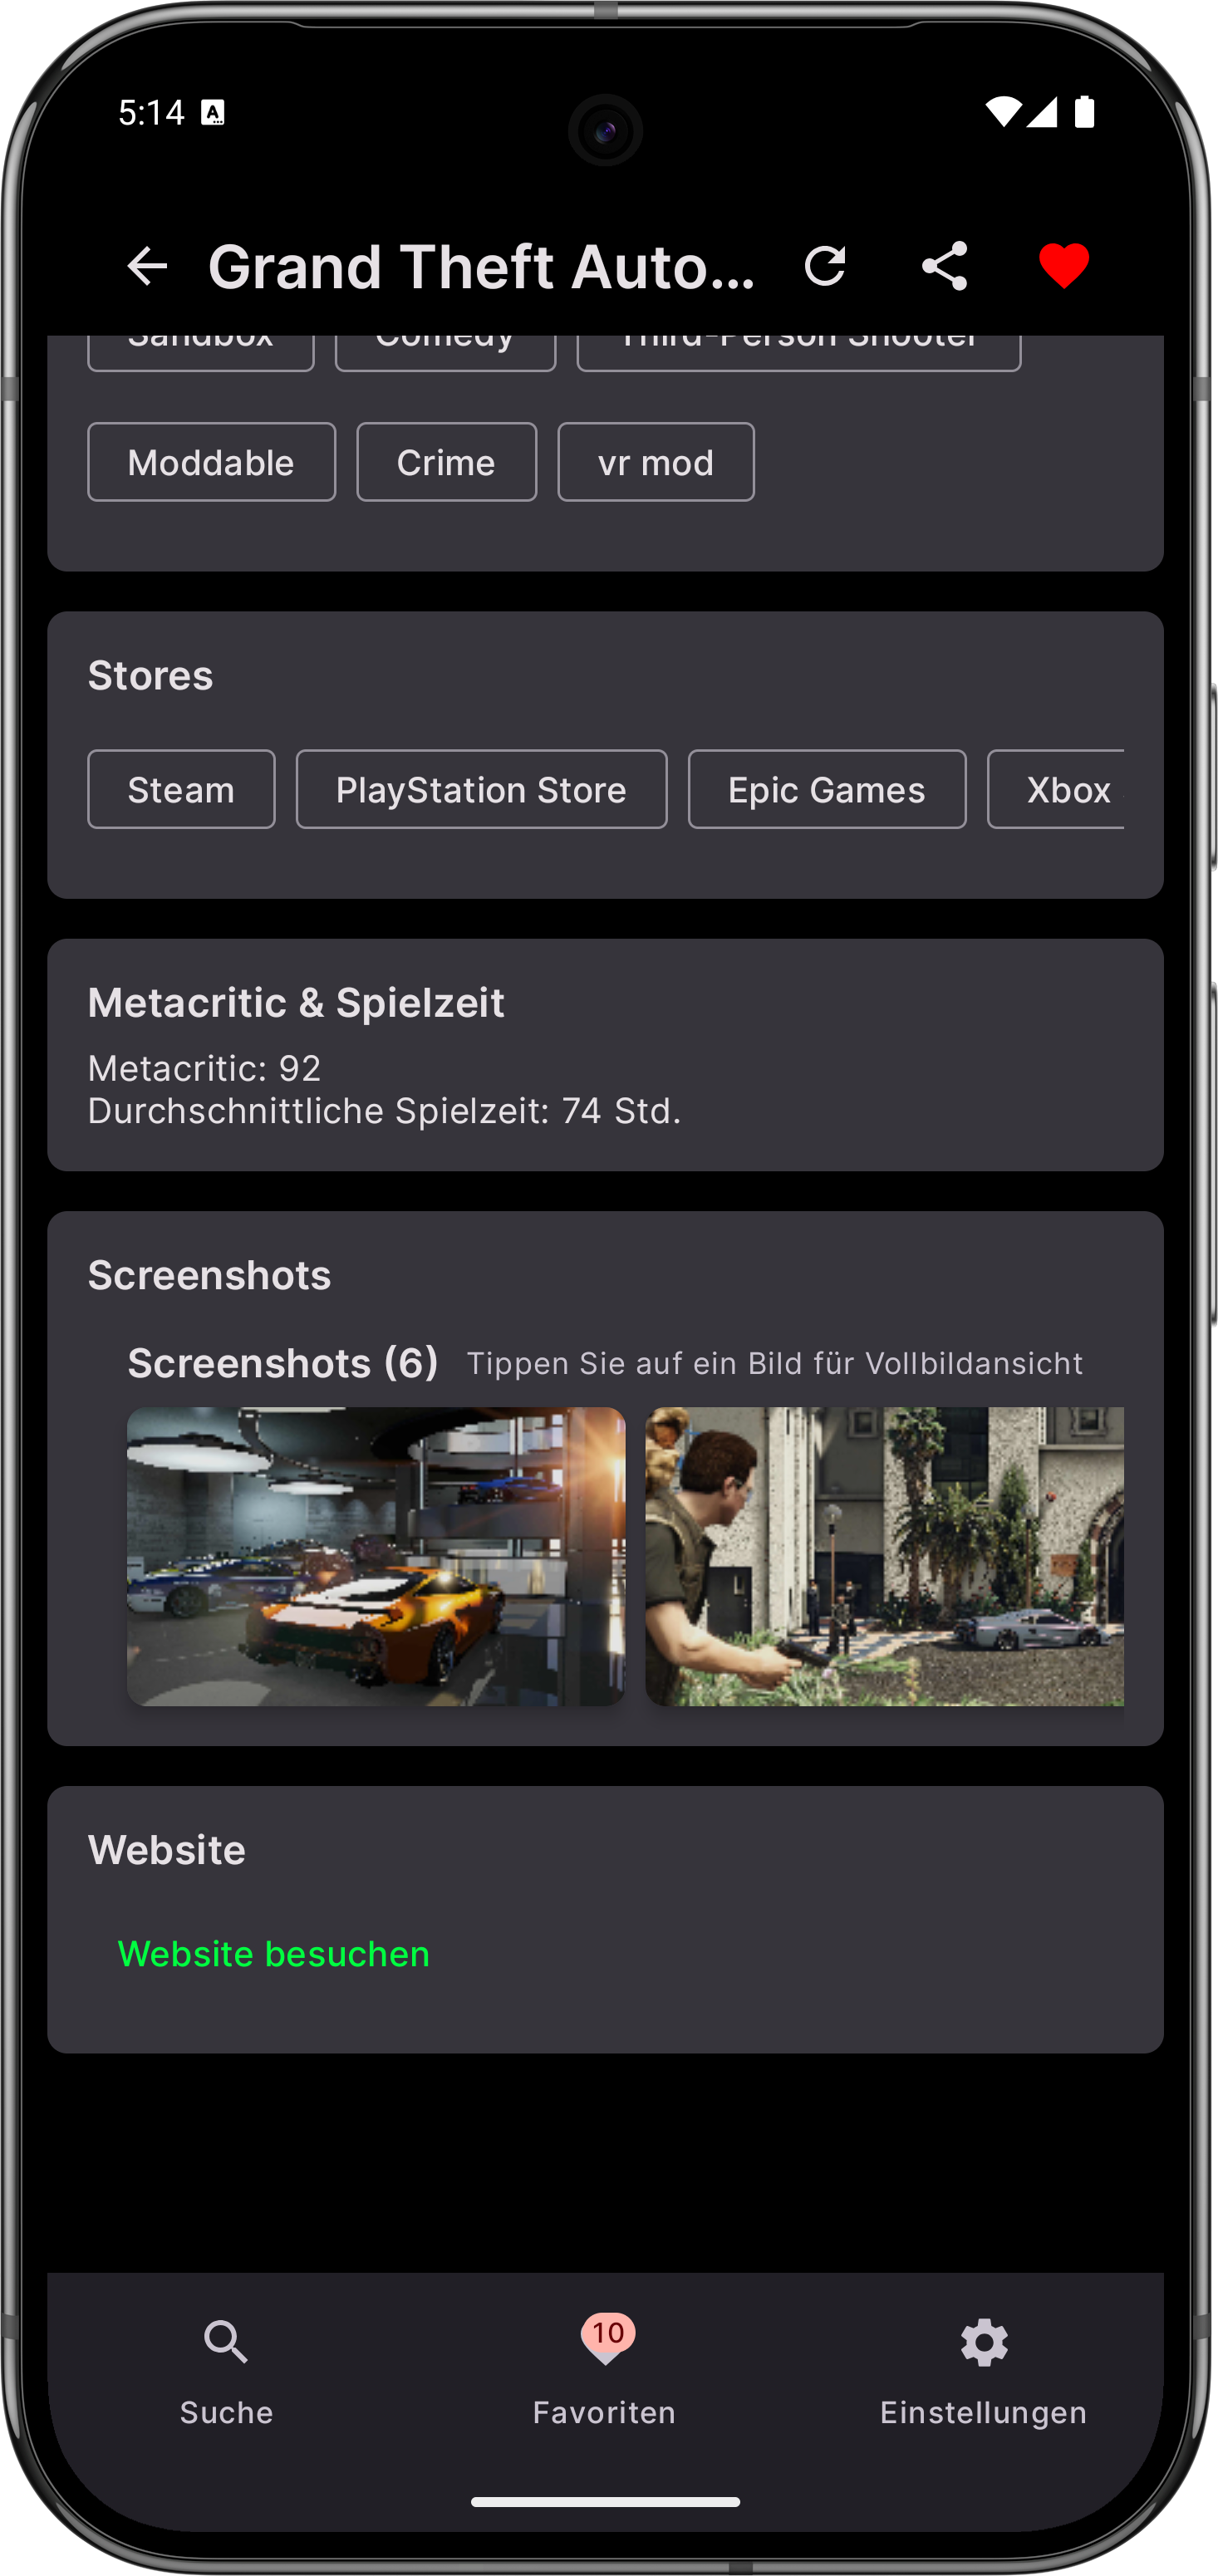 5:14
Grand Theft Auto...
Sandbox Comedy Third-Person Shooter
Moddable Crime vr mod
Stores
Steam PlayStation Store Epic Games Xbox
Metacritic & Spielzeit
Metacritic: 92
Durchschnittliche Spielzeit: 74 Std.
Screenshots
Screenshots (6) Tippen Sie auf ein Bild für Vollbildansicht
Website
Website besuchen
10
Suche Favoriten Einstellungen